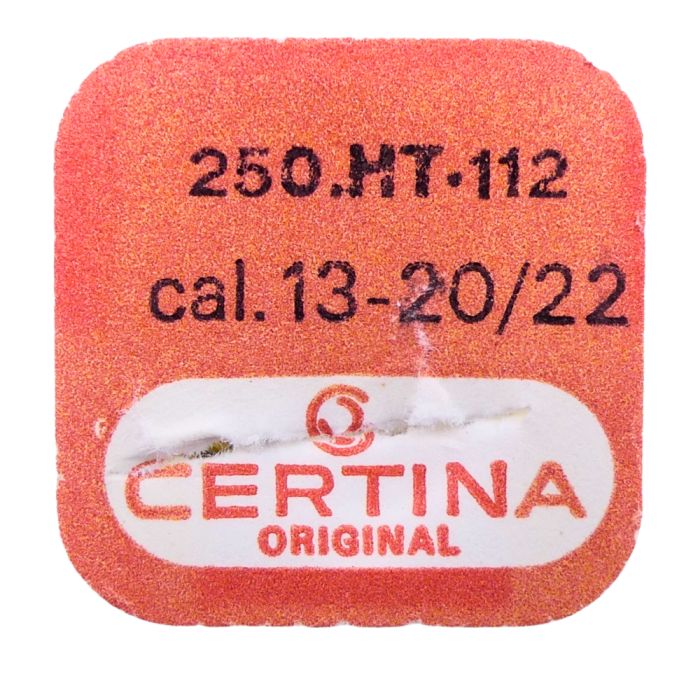 250.HT.112
cal. 13-20/22
CERTINA
ORIGINAL